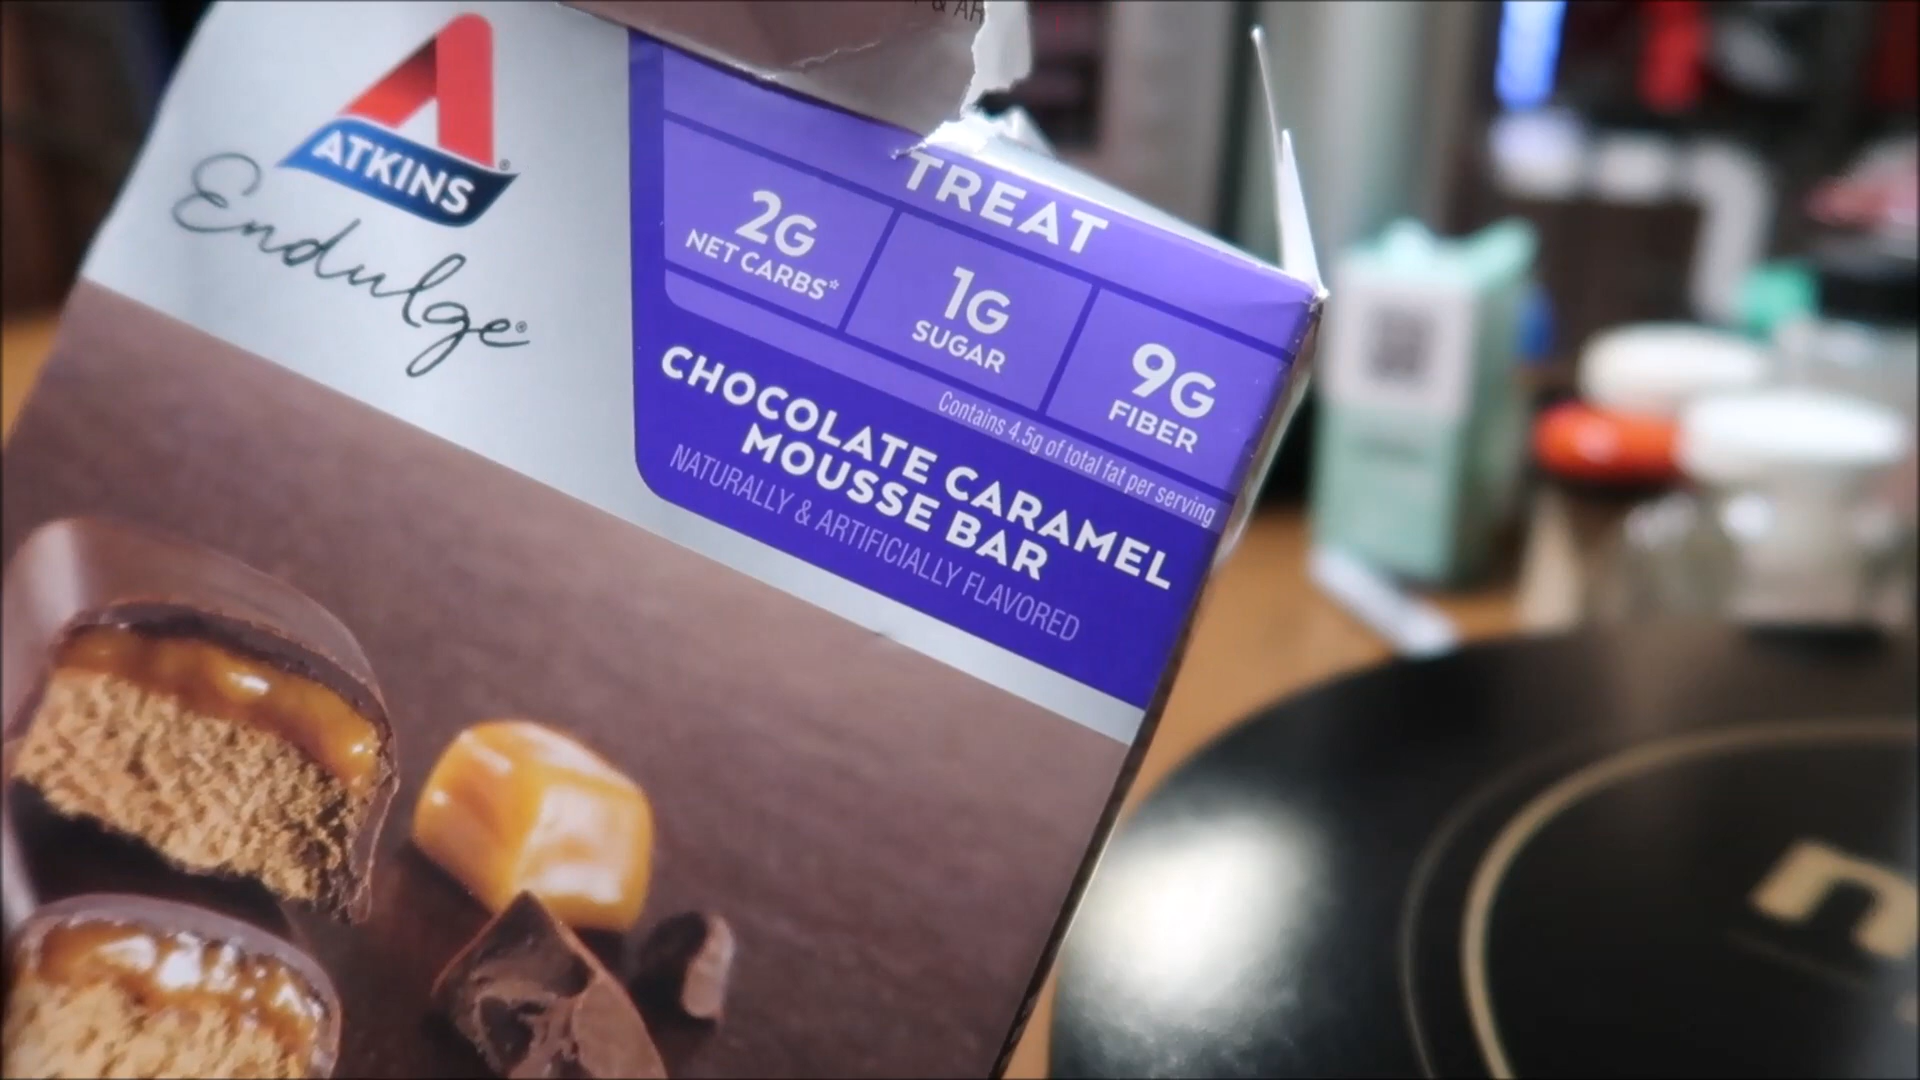 & AR
ATKINS
Endulge®
TREAT
2G
NET CARBS*
1G
SUGAR
9G
FIBER
Contains 4.5g of total fat per serving
CHOCOLATE CARAMEL
MOUSSE BAR
NATURALLY & ARTIFICIALLY FLAVORED
n